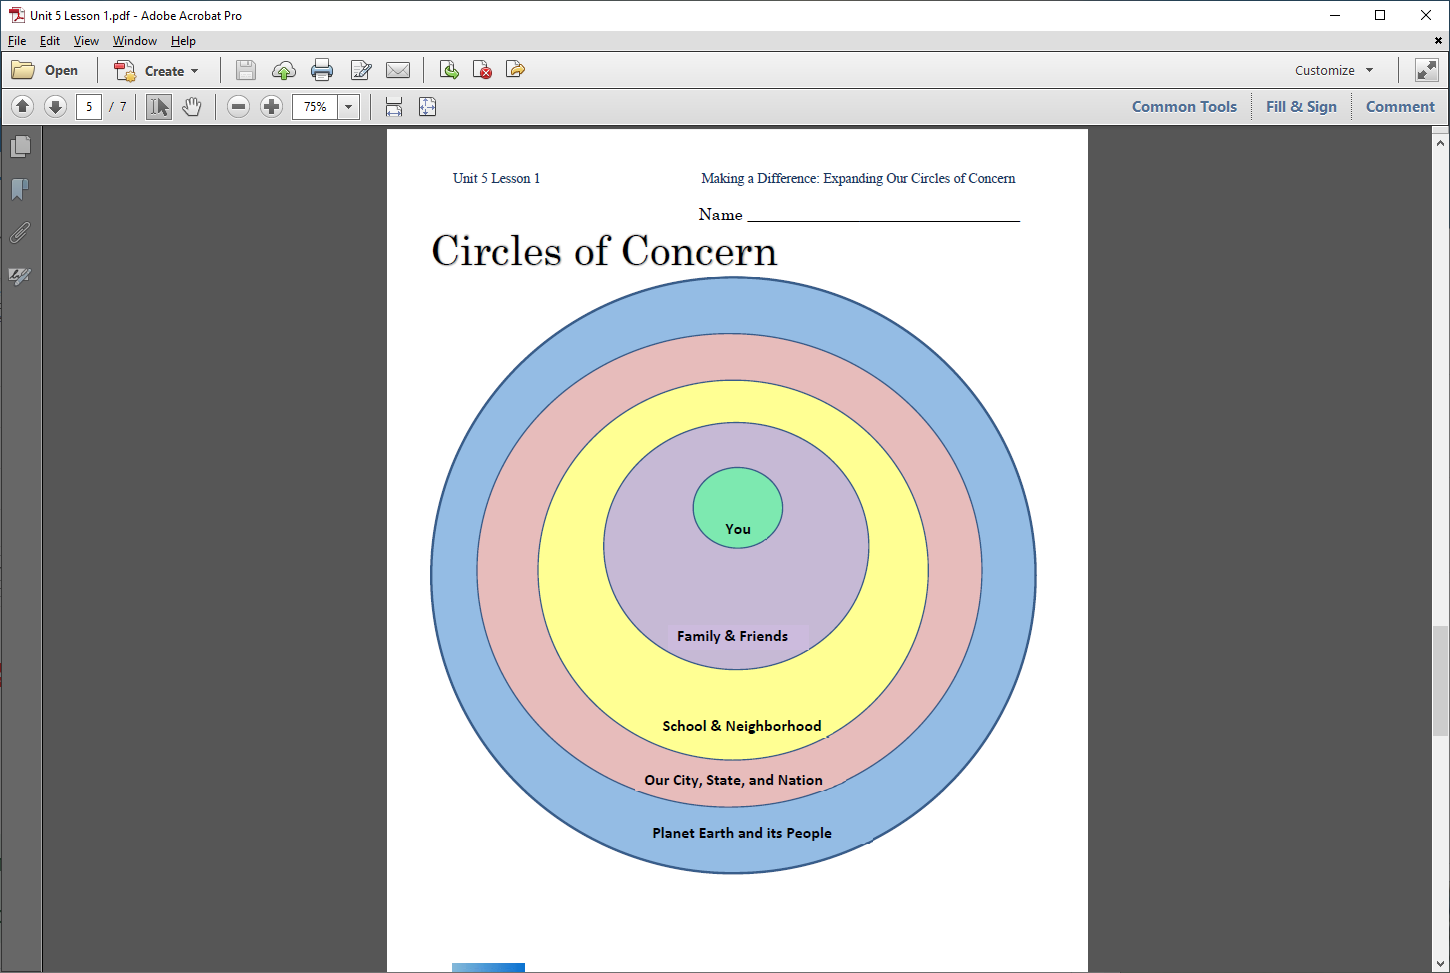 Unit 5 Lesson 1.pdf - Adobe Acrobat Pro
File Edit View Window Help
Open Create Customize
5 / 7 75% Common Tools Fill & Sign Comment
Unit 5 Lesson 1 Making a Difference: Expanding Our Circles of Concern
Name ______________________________
Circles of Concern
You
Family & Friends
School & Neighborhood
Our City, State, and Nation
Planet Earth and its People